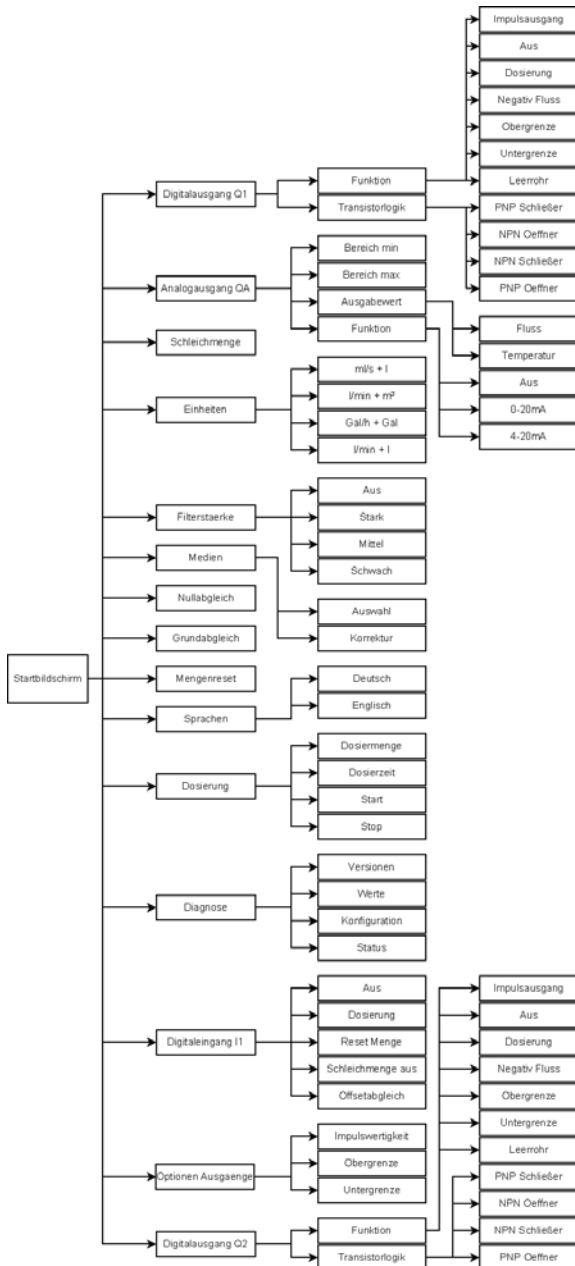 Startbildschirm
Digitalausgang Q1
Funktion
Impulsausgang
Aus
Dosierung
Negativ Fluss
Obergrenze
Untergrenze
Leerrohr
Transistorlogik
PNP Schließer
NPN Oeffner
NPN Schließer
PNP Oeffner
Analogausgang QA
Bereich min
Bereich max
Ausgabewert
Fluss
Temperatur
Funktion
Aus
0-20mA
4-20mA
Schleichmenge
Einheiten
ml/s + l
l/min + m³
Gal/h + Gal
l/min + l
Filterstaerke
Aus
Stark
Mittel
Schwach
Medien
Auswahl
Korrektur
Nullabgleich
Grundabgleich
Mengenreset
Sprachen
Deutsch
Englisch
Dosierung
Dosiermenge
Dosierzeit
Start
Stop
Diagnose
Versionen
Werte
Konfiguration
Status
Digitaleingang I1
Aus
Dosierung
Reset Menge
Schleichmenge aus
Offsetabgleich
Optionen Ausgaenge
Impulswertigkeit
Obergrenze
Untergrenze
Digitalausgang Q2
Funktion
Impulsausgang
Aus
Dosierung
Negativ Fluss
Obergrenze
Untergrenze
Leerrohr
Transistorlogik
PNP Schließer
NPN Oeffner
NPN Schließer
PNP Oeffner